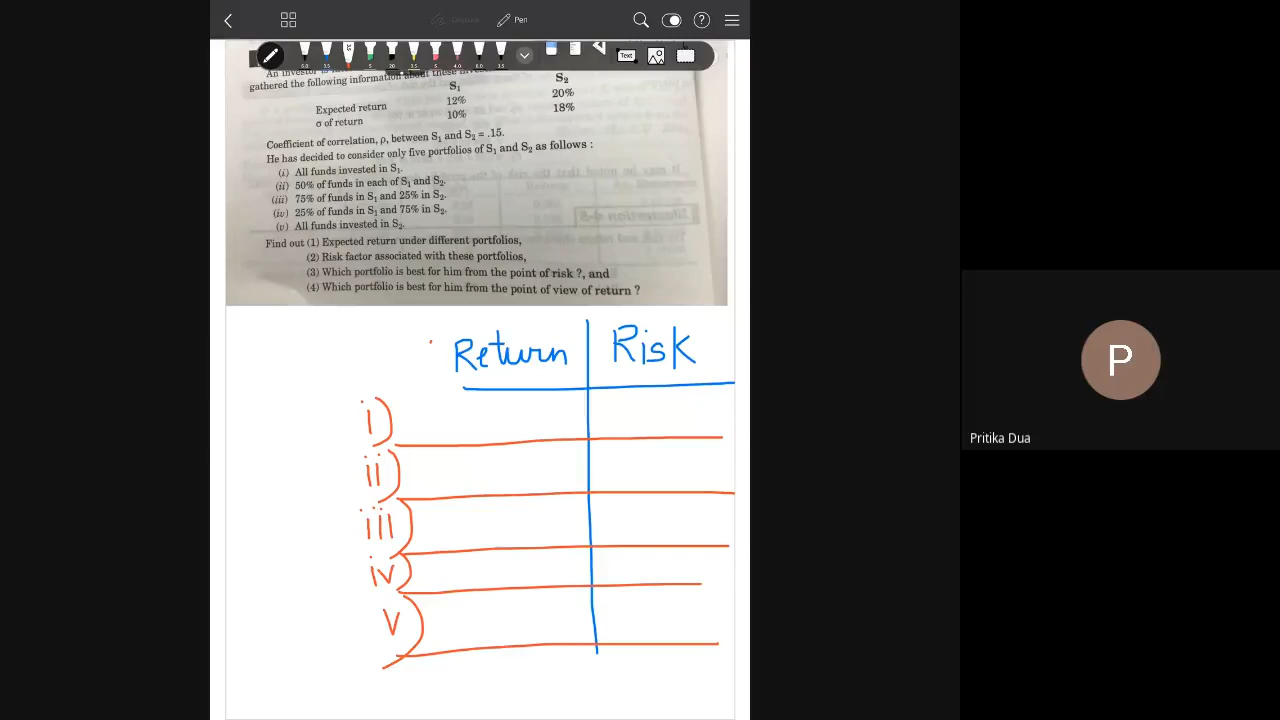 Pen
Text
An investor is
gathered the following information about these
S1 S2
Expected return 12% 20%
σ of return 10% 18%
Coefficient of correlation, ρ, between S1 and S2 = .15.
He has decided to consider only five portfolios of S1 and S2 as follows :
(i) All funds invested in S1.
(ii) 50% of funds in each of S1 and S2.
(iii) 75% of funds in S1 and 25% in S2.
(iv) 25% of funds in S1 and 75% in S2.
(v) All funds invested in S2.
Find out (1) Expected return under different portfolios,
(2) Risk factor associated with these portfolios,
(3) Which portfolio is best for him from the point of risk ?, and
(4) Which portfolio is best for him from the point of view of return ?
Return Risk
i)
ii)
iii)
iv)
v)
P
Pritika Dua